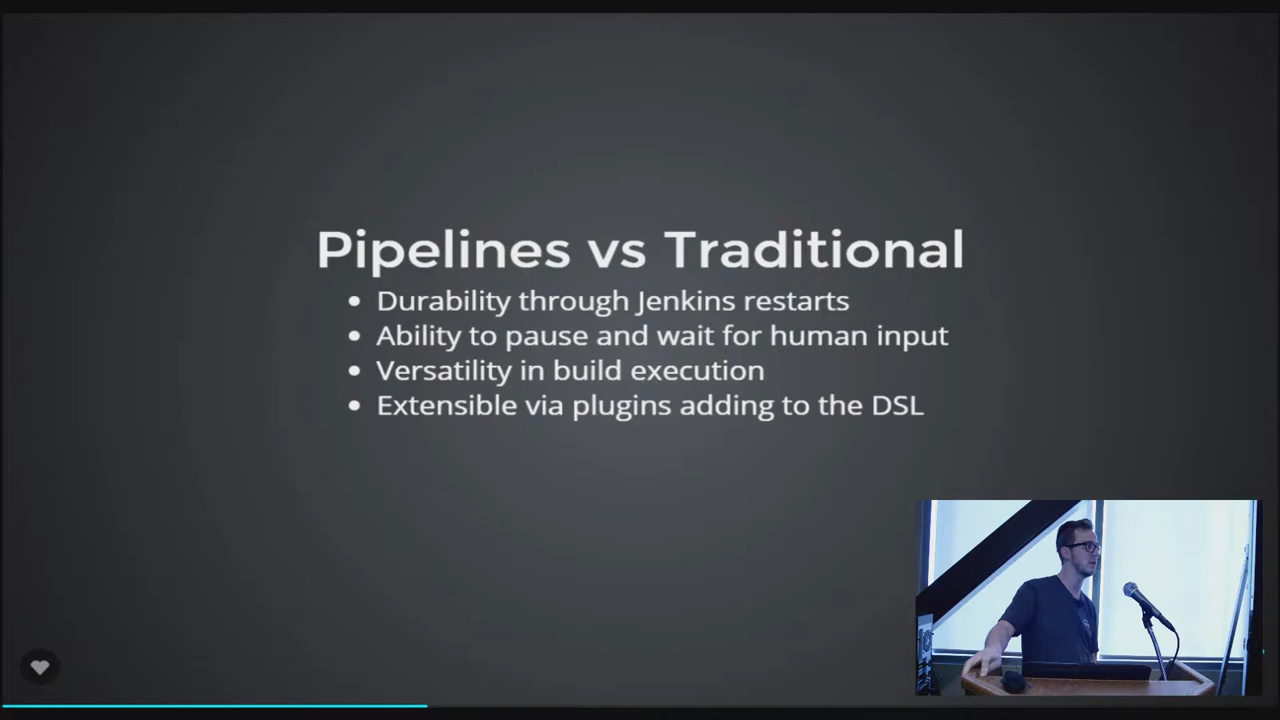 Pipelines vs Traditional
• Durability through Jenkins restarts
• Ability to pause and wait for human input
• Versatility in build execution
• Extensible via plugins adding to the DSL